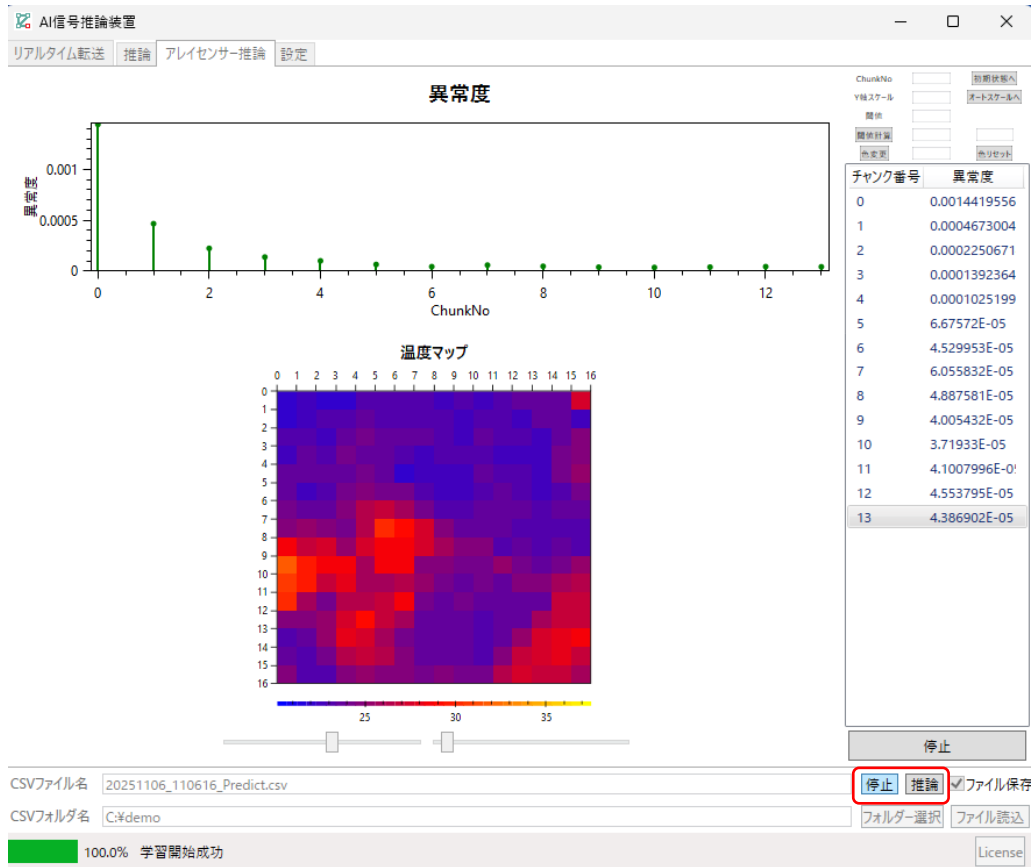 AI信号推論装置
リアルタイム転送 推論 アレイセンサー推論 設定
異常度
ChunkNo 初期状態へ
Y軸スケール オートスケールへ
閾値
閾値計算
色変更 色リセット
異常度
0.001
0.0005
0
0 2 4 6 8 10 12
ChunkNo
チャンク番号 異常度
0 0.0014419556
1 0.0004673004
2 0.0002250671
3 0.0001392364
4 0.0001025199
5 6.67572E-05
6 4.529953E-05
7 6.055832E-05
8 4.887581E-05
9 4.005432E-05
10 3.71933E-05
11 4.1007996E-0
12 4.553795E-05
13 4.386902E-05
温度マップ
0 1 2 3 4 5 6 7 8 9 10 11 12 13 14 15 16
0
1
2
3
4
5
6
7
8
9
10
11
12
13
14
15
16
25 30 35
停止
CSVファイル名 20251106_110616_Predict.csv 停止 推論 ファイル保存
CSVフォルダ名 C:¥demo フォルダー選択 ファイル読込
100.0% 学習開始成功 License